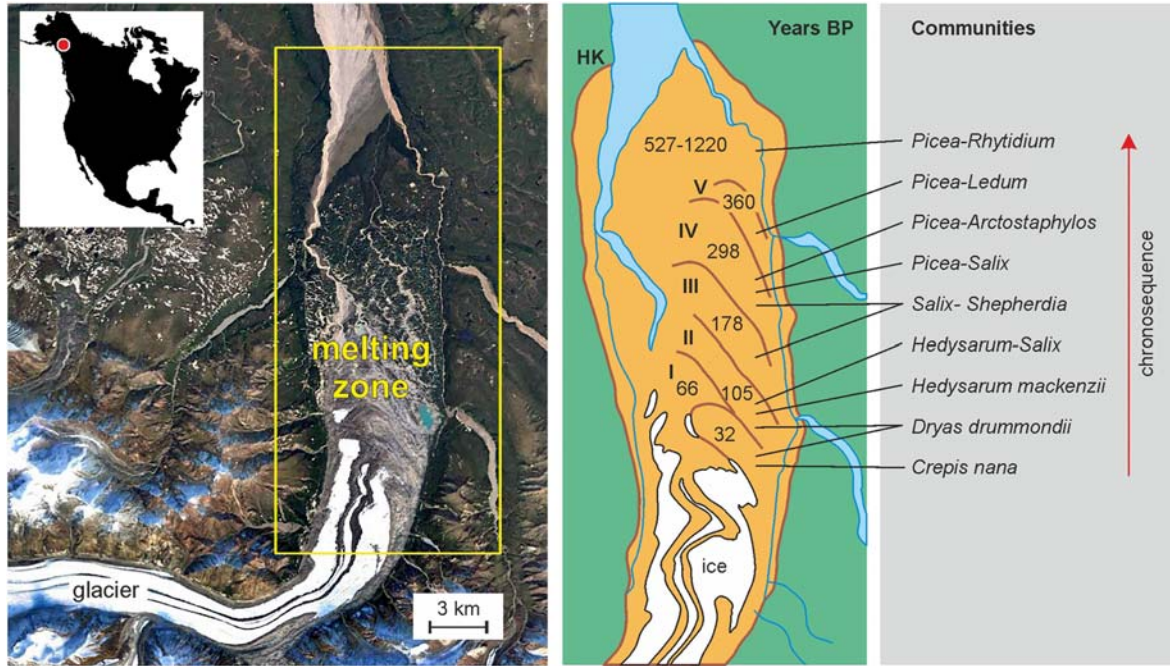 melting
zone
glacier
3 km
Years BP
HK
527-1220
V
360
IV
298
III
178
II
I
66
105
32
ice
Communities
Picea-Rhytidium
Picea-Ledum
Picea-Arctostaphylos
Picea-Salix
Salix- Shepherdia
Hedysarum-Salix
Hedysarum mackenzii
Dryas drummondii
Crepis nana
chronosequence